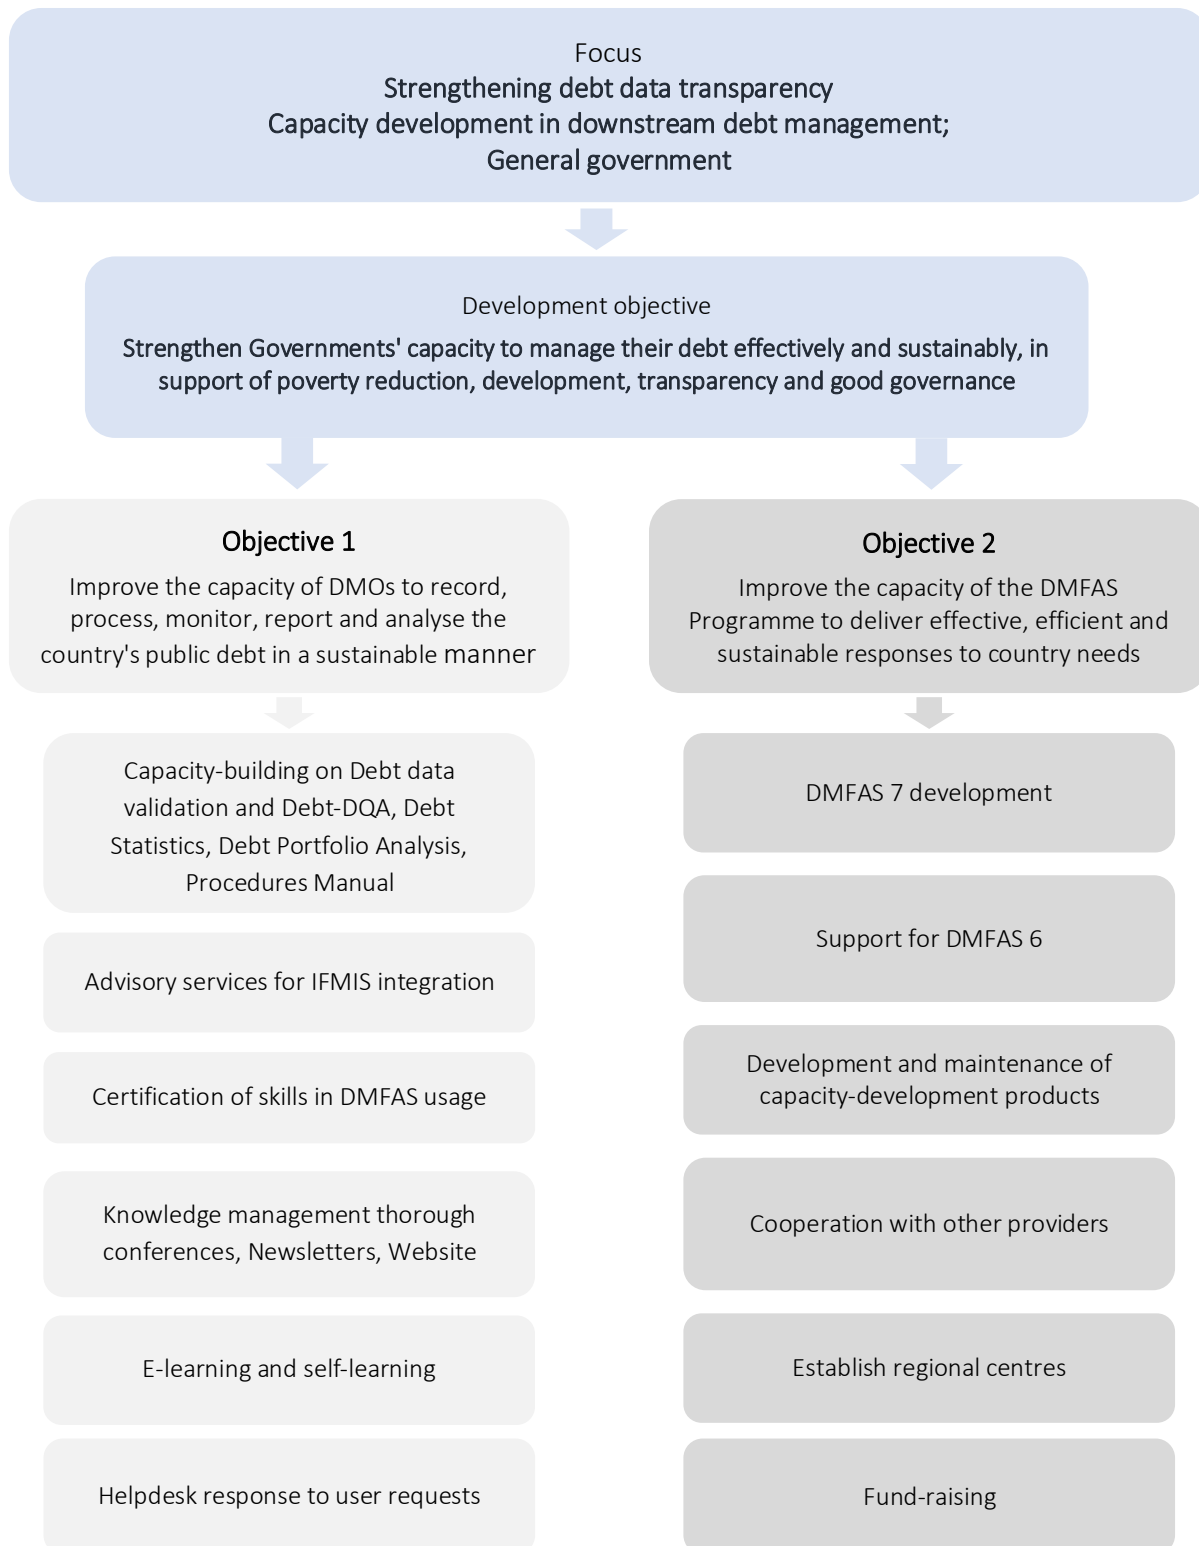 Focus
Strengthening debt data transparency
Capacity development in downstream debt management;
General government
Development objective
Strengthen Governments' capacity to manage their debt effectively and sustainably, in
support of poverty reduction, development, transparency and good governance
Objective 1
Improve the capacity of DMOs to record,
process, monitor, report and analyse the
country's public debt in a sustainable manner
Capacity-building on Debt data
validation and Debt-DQA, Debt
Statistics, Debt Portfolio Analysis,
Procedures Manual
Advisory services for IFMIS integration
Certification of skills in DMFAS usage
Knowledge management thorough
conferences, Newsletters, Website
E-learning and self-learning
Helpdesk response to user requests
Objective 2
Improve the capacity of the DMFAS
Programme to deliver effective, efficient and
sustainable responses to country needs
DMFAS 7 development
Support for DMFAS 6
Development and maintenance of
capacity-development products
Cooperation with other providers
Establish regional centres
Fund-raising